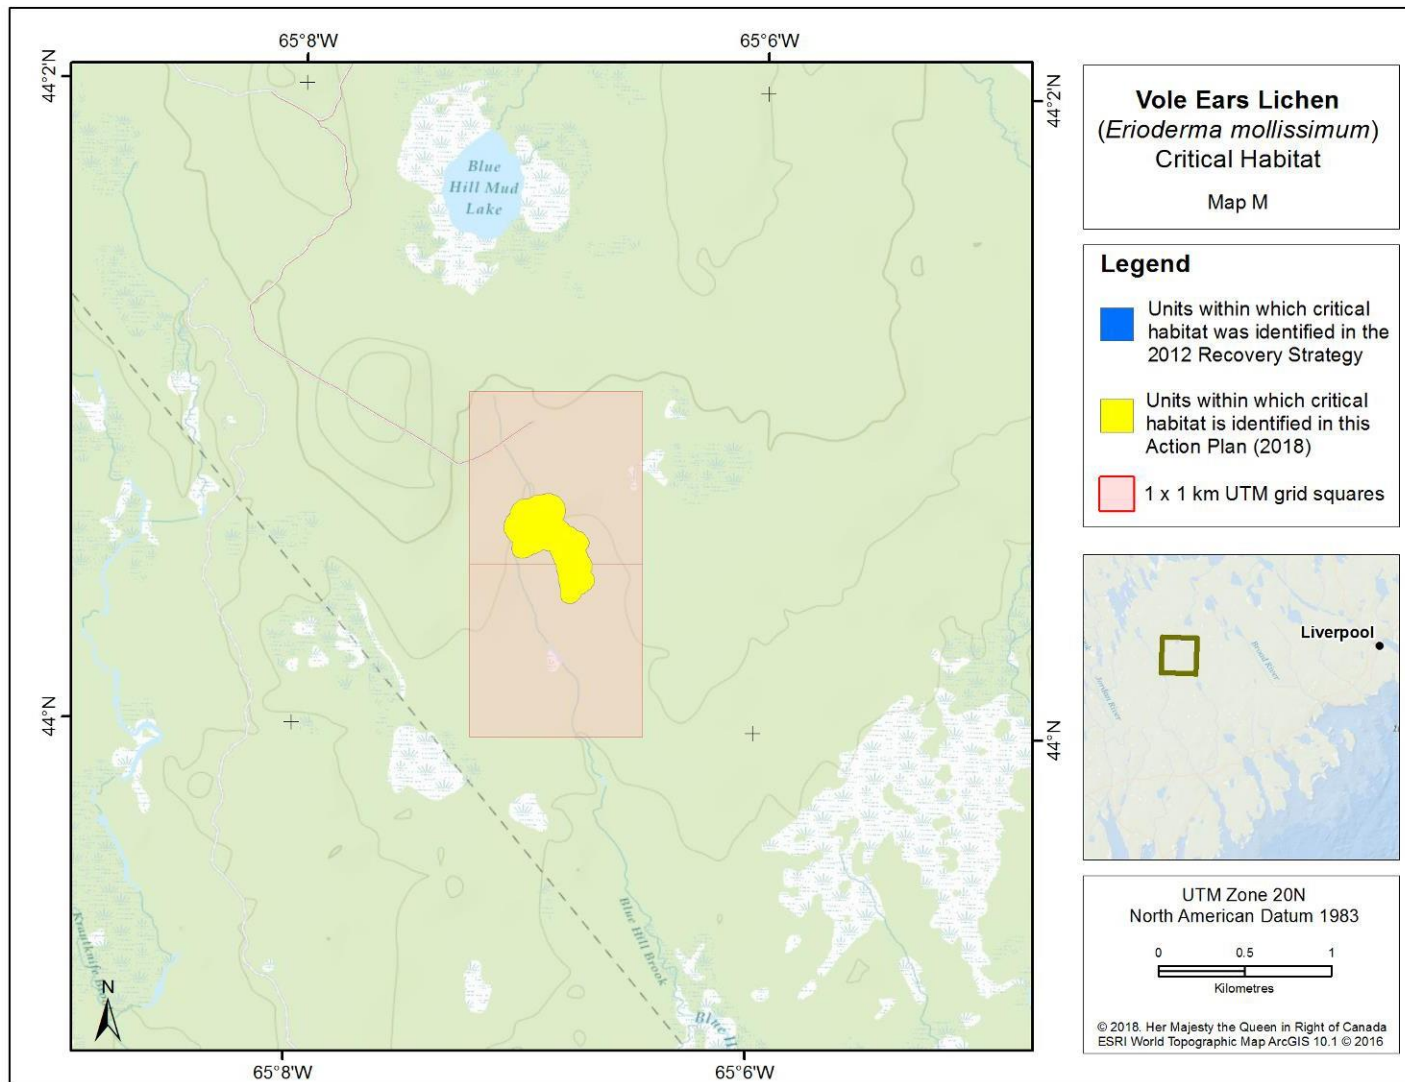 65°8'W
65°6'W
44°2'N
44°2'N
Blue
Hill Mud
Lake
44°N
44°N
Blue Hill Brook
N
65°8'W
65°6'W
Vole Ears Lichen
(Erioderma mollissimum)
Critical Habitat
Map M
Legend
Units within which critical
habitat was identified in the
2012 Recovery Strategy
Units within which critical
habitat is identified in this
Action Plan (2018)
1 x 1 km UTM grid squares
Liverpool
Broad River
Jordan River
UTM Zone 20N
North American Datum 1983
0 0.5 1
Kilometres
© 2018. Her Majesty the Queen in Right of Canada
ESRI World Topographic Map ArcGIS 10.1 © 2016